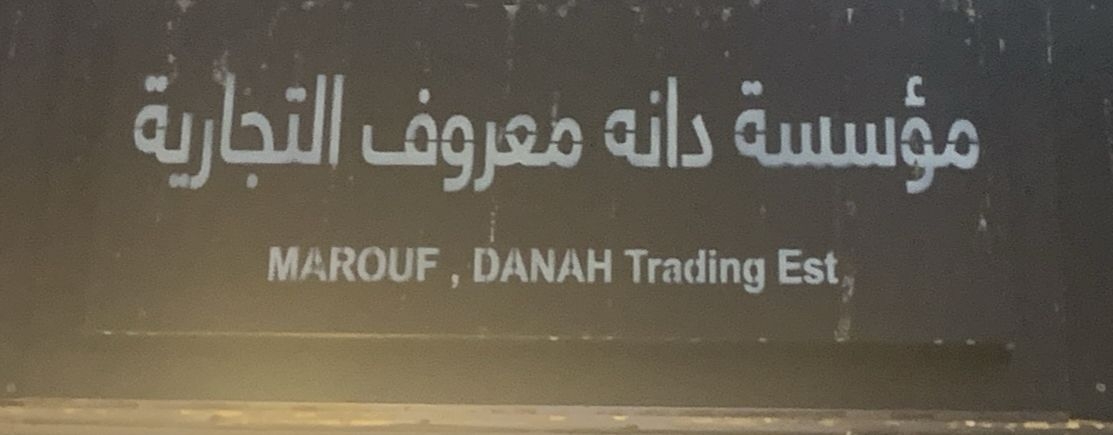 مؤسسة دانه معروف التجارية
MAROUF , DANAH Trading Est,